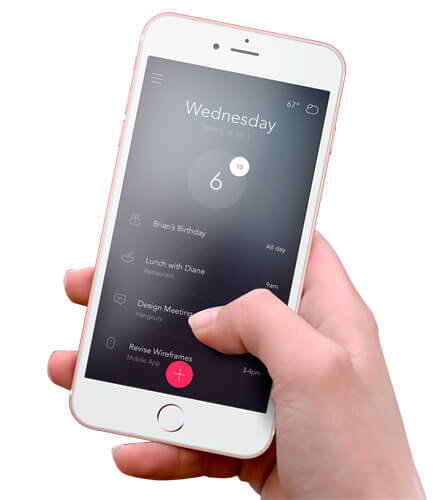 Wednesday
67°
10
6
Brian's Birthday
All day
Lunch with Diane
Restaurant
9am
Design Meeting
Hangouts
Revise Wireframes
Mobile App
3-4pm